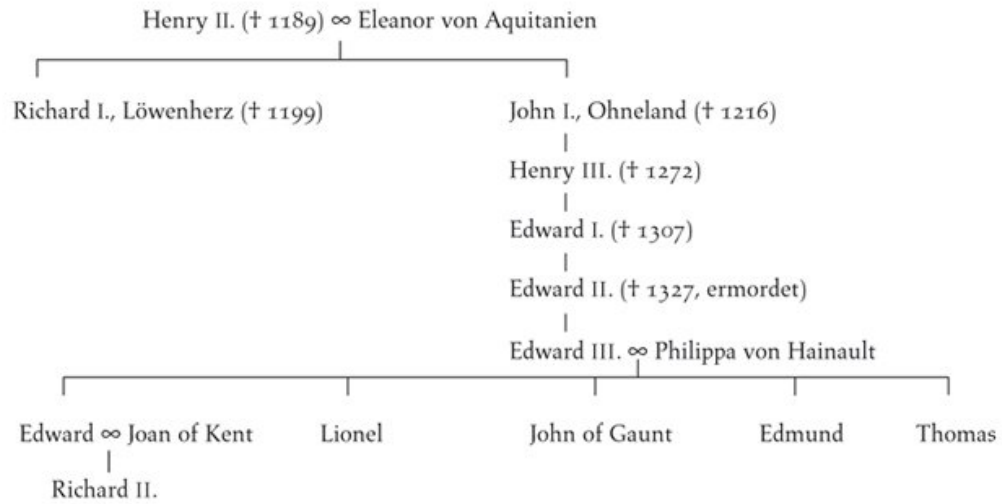 Henry II. († 1189) ∞ Eleanor von Aquitanien
Richard I., Löwenherz († 1199) John I., Ohneland († 1216)
Henry III. († 1272)
Edward I. († 1307)
Edward II. († 1327, ermordet)
Edward III. ∞ Philippa von Hainault
Edward ∞ Joan of Kent Lionel John of Gaunt Edmund Thomas
Richard II.